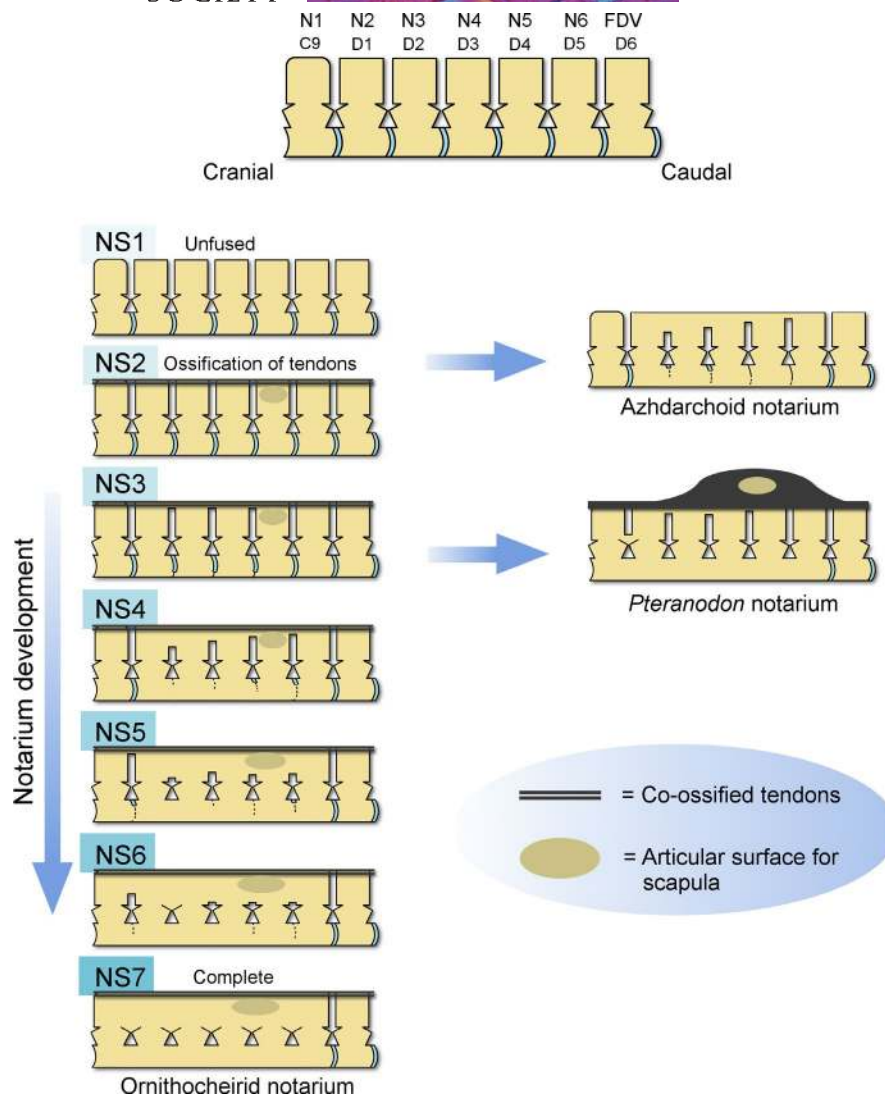 N1 N2 N3 N4 N5 N6 FDV
C9 D1 D2 D3 D4 D5 D6
Cranial Caudal
NS1 Unfused
NS2 Ossification of tendons
Azhdarchoid notarium
NS3
Pteranodon notarium
NS4
Notarium development
NS5
= Co-ossified tendons
= Articular surface for
scapula
NS6
NS7 Complete
Ornithocheirid notarium